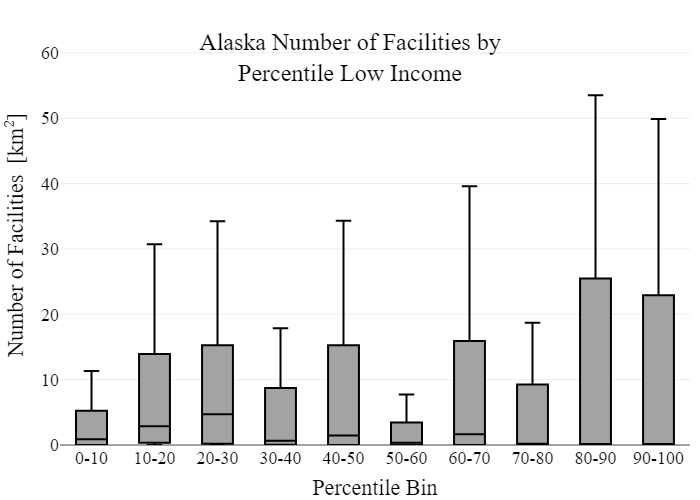 Alaska Number of Facilities by
Percentile Low Income
Number of Facilities [km²]
60
50
40
30
20
10
0
0-10 10-20 20-30 30-40 40-50 50-60 60-70 70-80 80-90 90-100
Percentile Bin